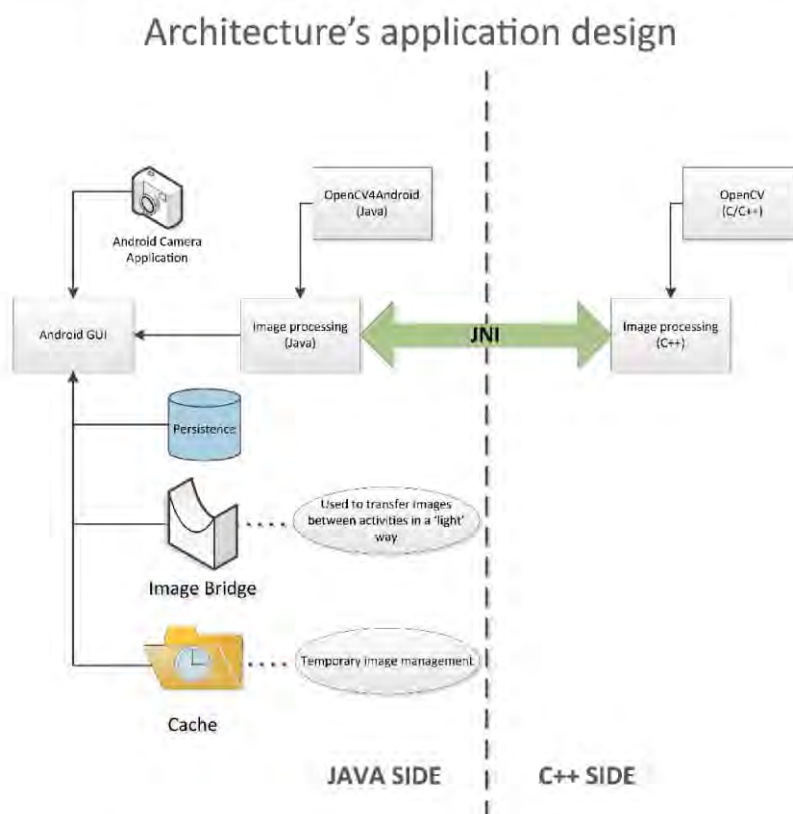 Architecture's application design
OpenCV4Android
(Java)
OpenCV
(C/C++)
Android Camera
Application
Android GUI
Image processing
(Java)
JNI
Image processing
(C++)
Persistence
Used to transfer images
between activities in a 'light'
way
Image Bridge
Temporary image management
Cache
JAVA SIDE
C++ SIDE